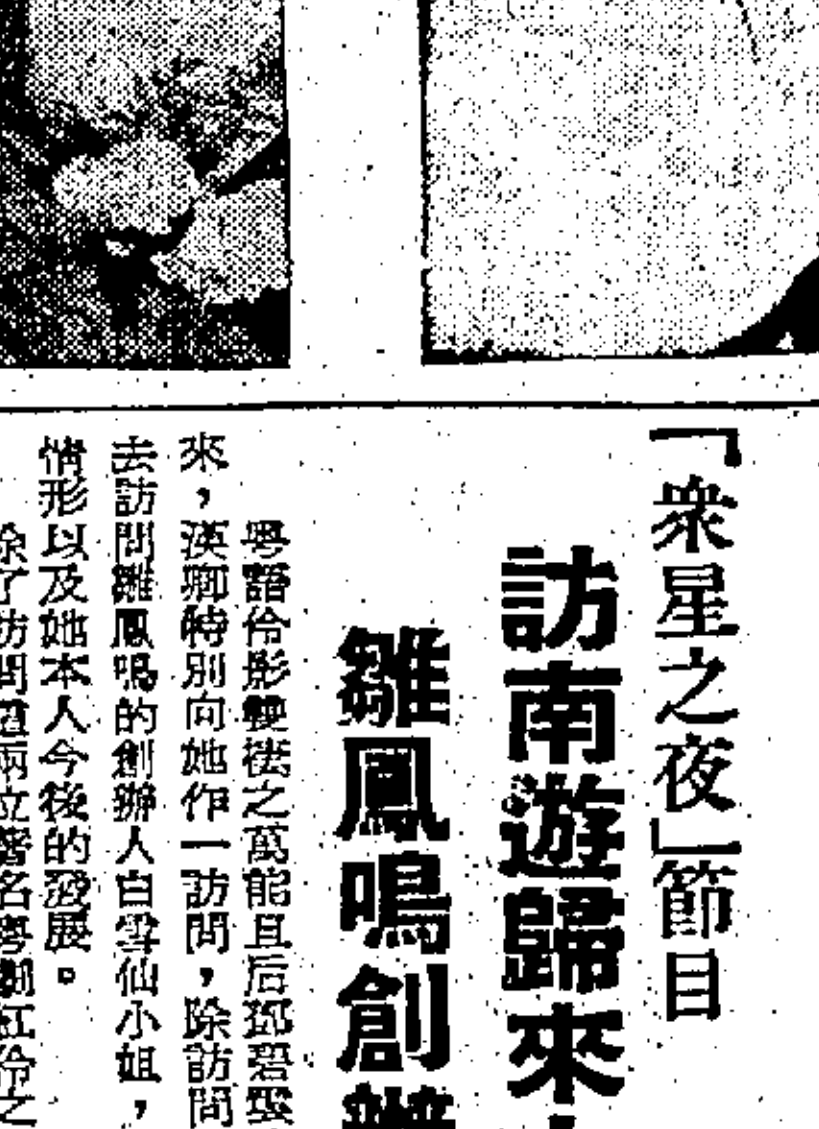 「衆星之夜」節目
訪南遊歸來
雛鳳鳴創辦
粵語伶影雙棲之萬能旦后鄧碧雲
來，漢聊特別向她作一訪問，除訪問
去訪問雛鳳鳴的創辦人白雪仙小姐，
情形以及她本人今後的發展。
除了訪問這兩位著名粵劇紅伶之